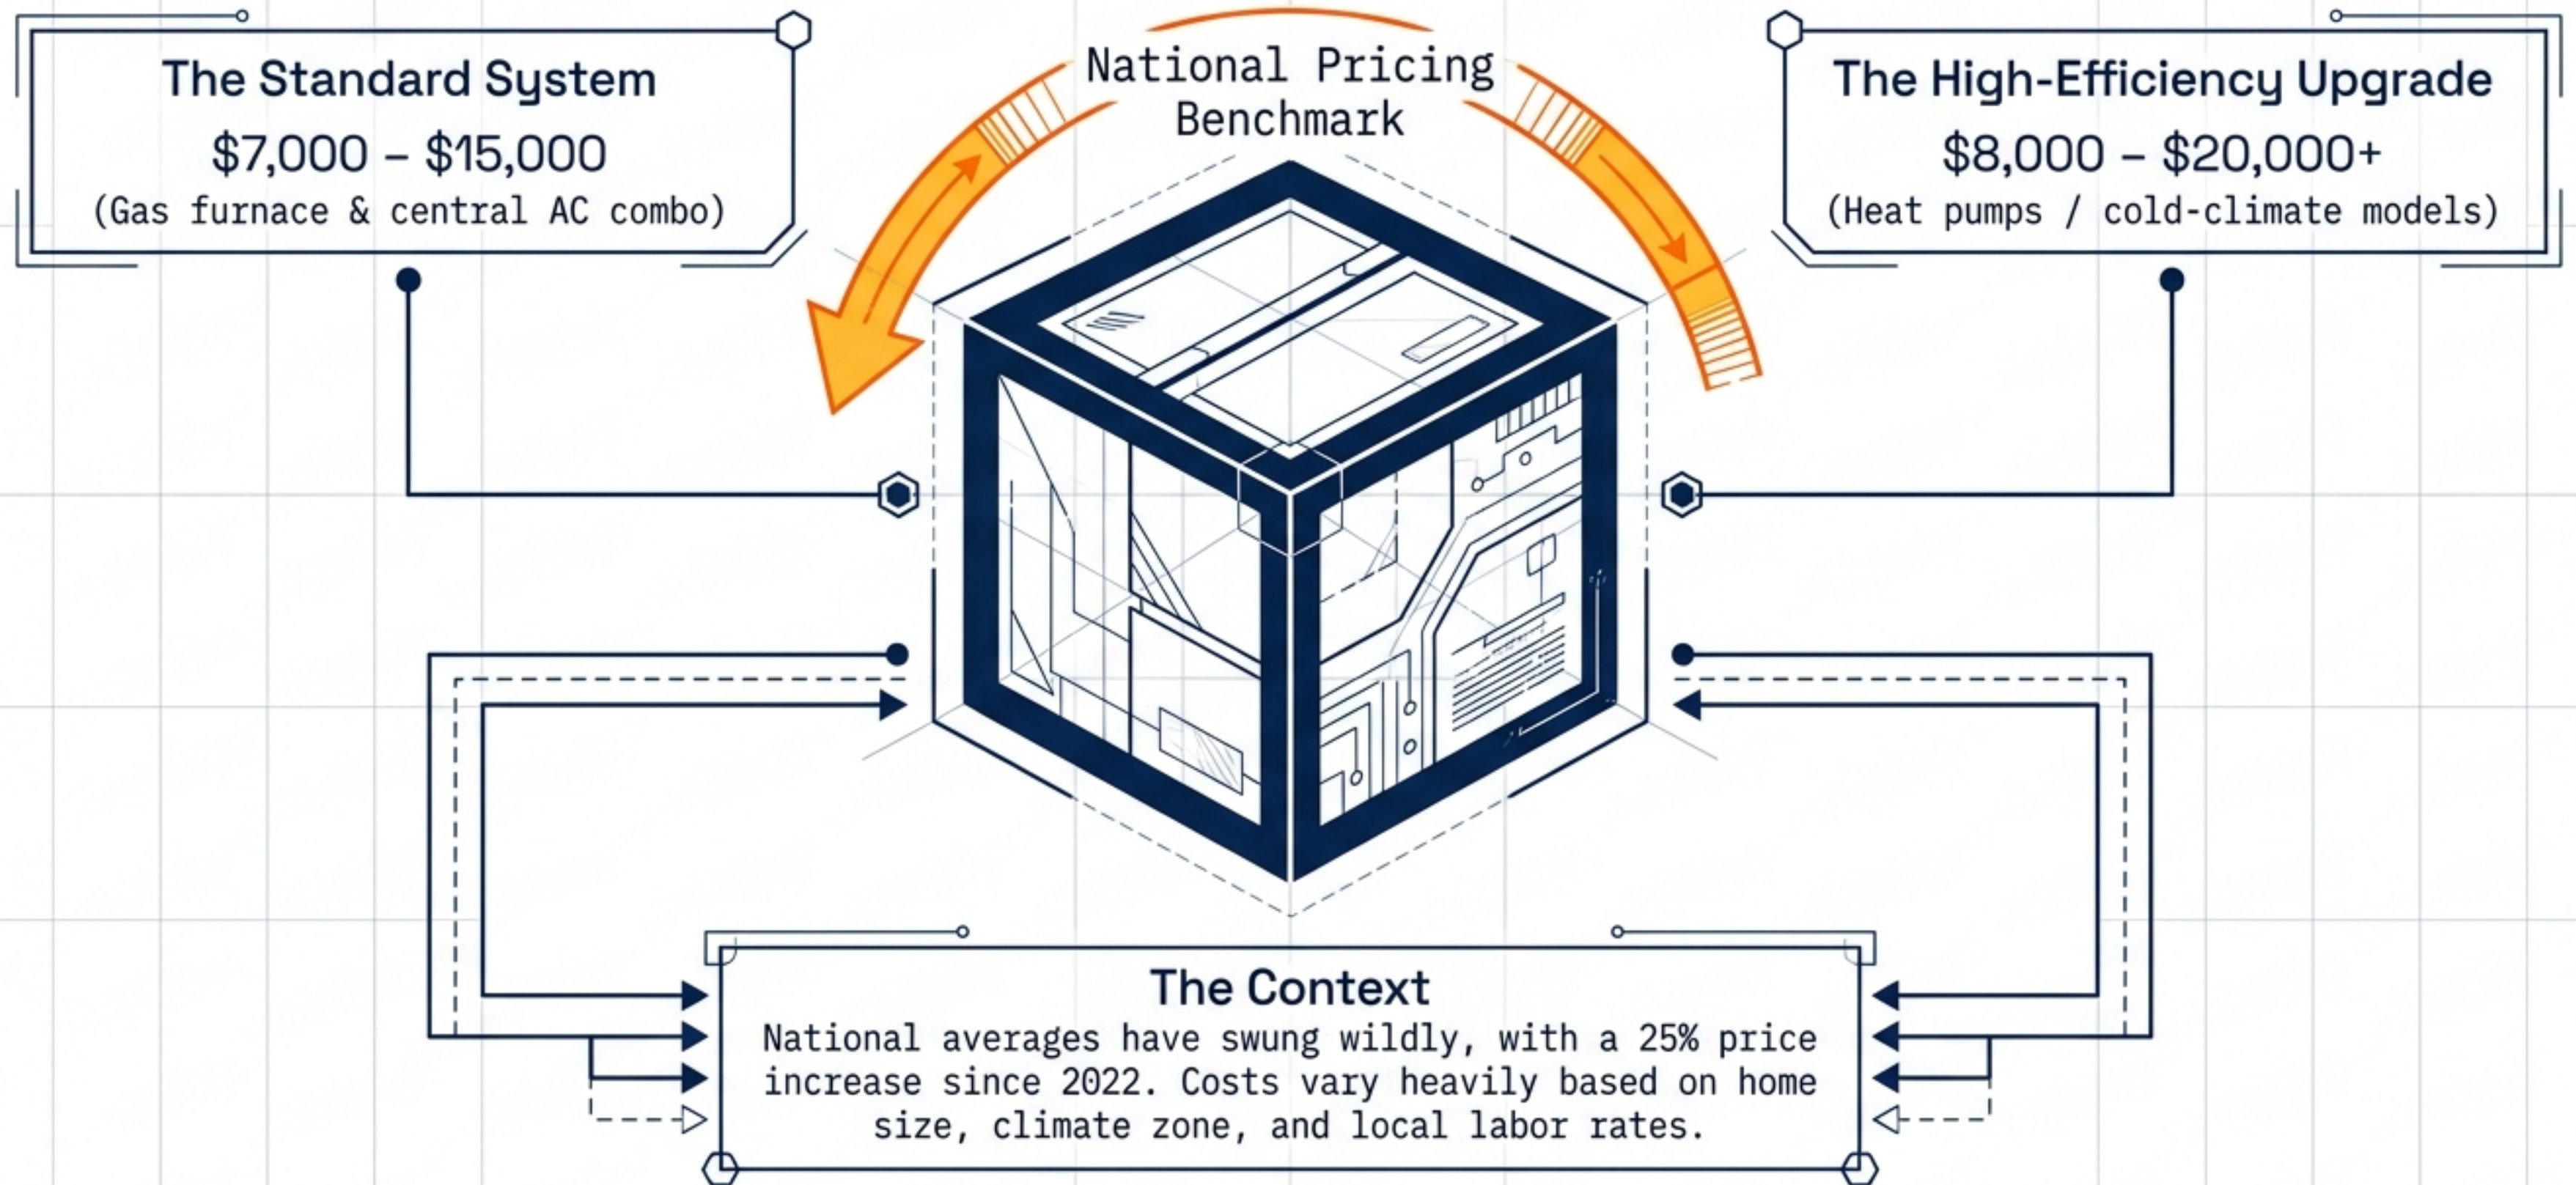 The Standard System
$7,000 – $15,000
(Gas furnace & central AC combo)
National Pricing
Benchmark
The High-Efficiency Upgrade
$8,000 – $20,000+
(Heat pumps / cold-climate models)
The Context
National averages have swung wildly, with a 25% price
increase since 2022. Costs vary heavily based on home
size, climate zone, and local labor rates.